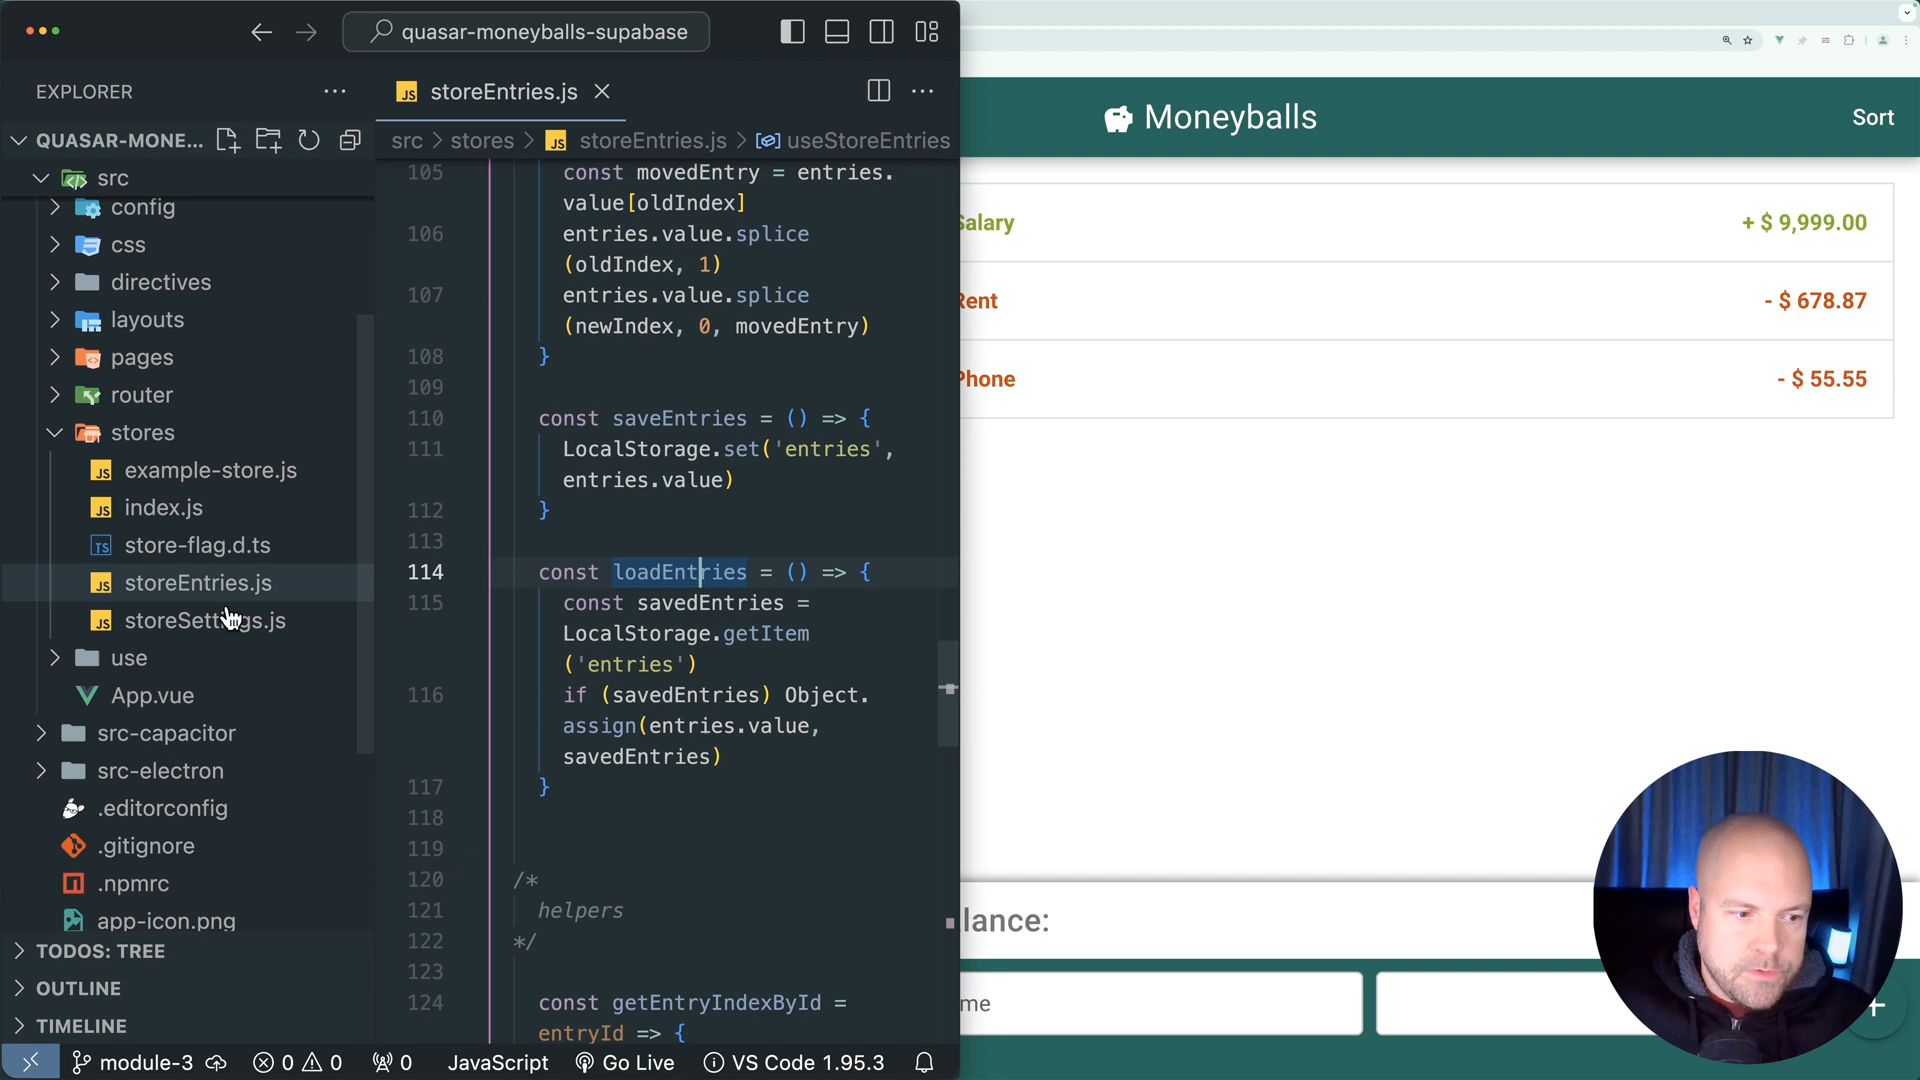 quasar-moneyballs-supabase
EXPLORER
QUASAR-MONE...
src
config
css
directives
layouts
pages
router
stores
example-store.js
index.js
store-flag.d.ts
storeEntries.js
storeSettings.js
use
App.vue
src-capacitor
src-electron
.editorconfig
.gitignore
.npmrc
app-icon.png
TODOS: TREE
OUTLINE
TIMELINE
JS storeEntries.js
src > stores > JS storeEntries.js > useStoreEntries
105 const movedEntry = entries.
value[oldIndex]
106 entries.value.splice
(oldIndex, 1)
107 entries.value.splice
(newIndex, 0, movedEntry)
108 }
109
110 const saveEntries = () => {
111 LocalStorage.set('entries',
entries.value)
112 }
113
114 const loadEntries = () => {
115 const savedEntries =
LocalStorage.getItem
('entries')
116 if (savedEntries) Object.
assign(entries.value,
savedEntries)
117 }
118
119
120 /*
121 helpers
122 */
123
124 const getEntryIndexById =
entryId => {
module-3 0 0 0 JavaScript Go Live VS Code 1.95.3
Moneyballs
Sort
Salary + $ 9,999.00
Rent - $ 678.87
Phone - $ 55.55
lance:
me
+